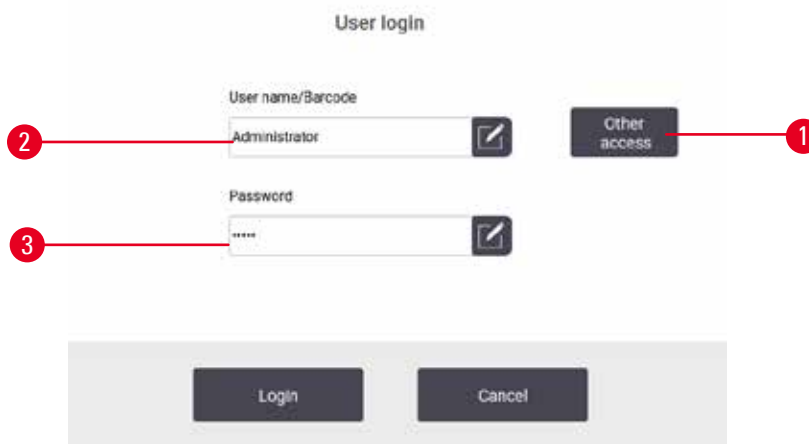 User login
User name/Barcode
2
Administrator
Other
access
1
Password
3
•••••
Login
Cancel